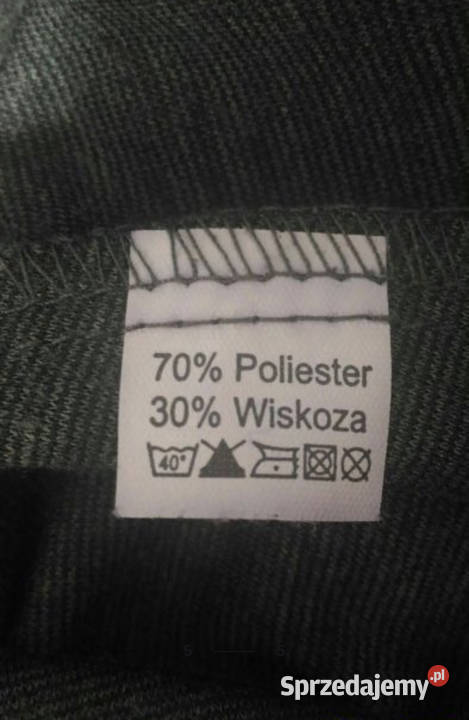 70% Poliester
30% Wiskoza
40°
Sprzedajemy.pl